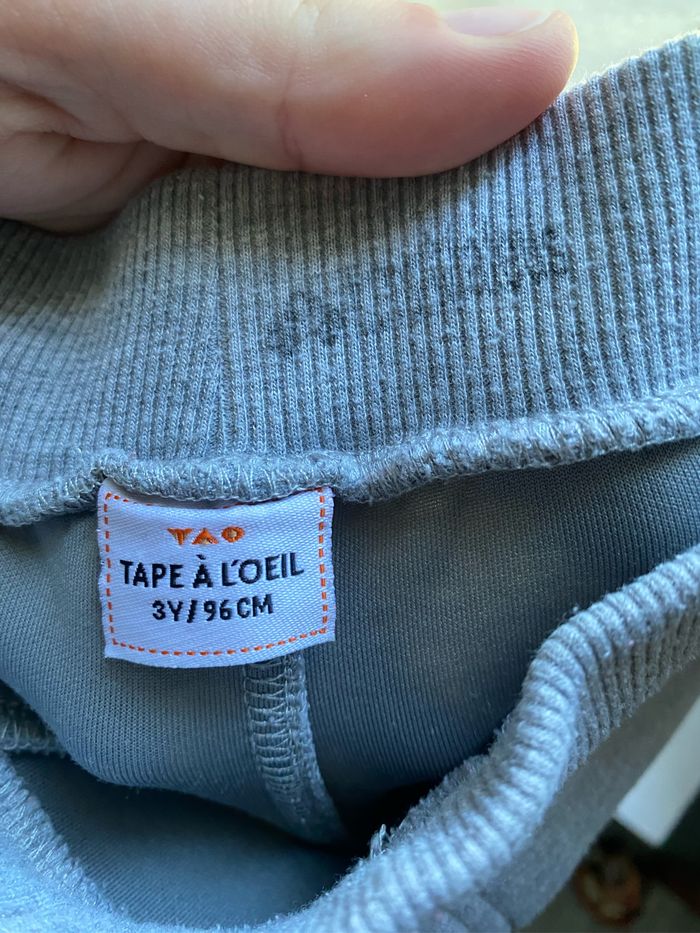 TAO
TAPE À L'OEIL
3Y/96CM